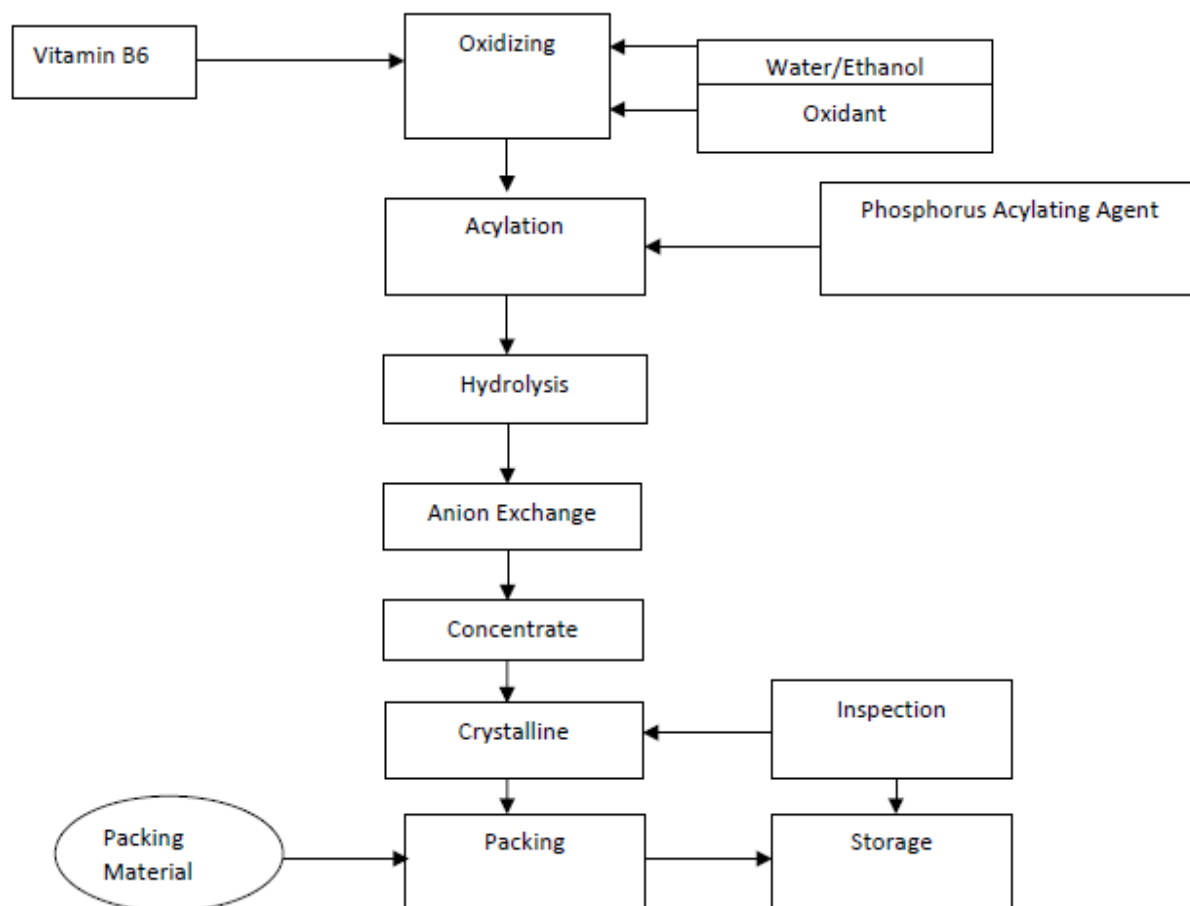 Vitamin B6
Oxidizing
Water/Ethanol
Oxidant
Acylation
Phosphorus Acylating Agent
Hydrolysis
Anion Exchange
Concentrate
Crystalline
Inspection
Packing
Material
Packing
Storage